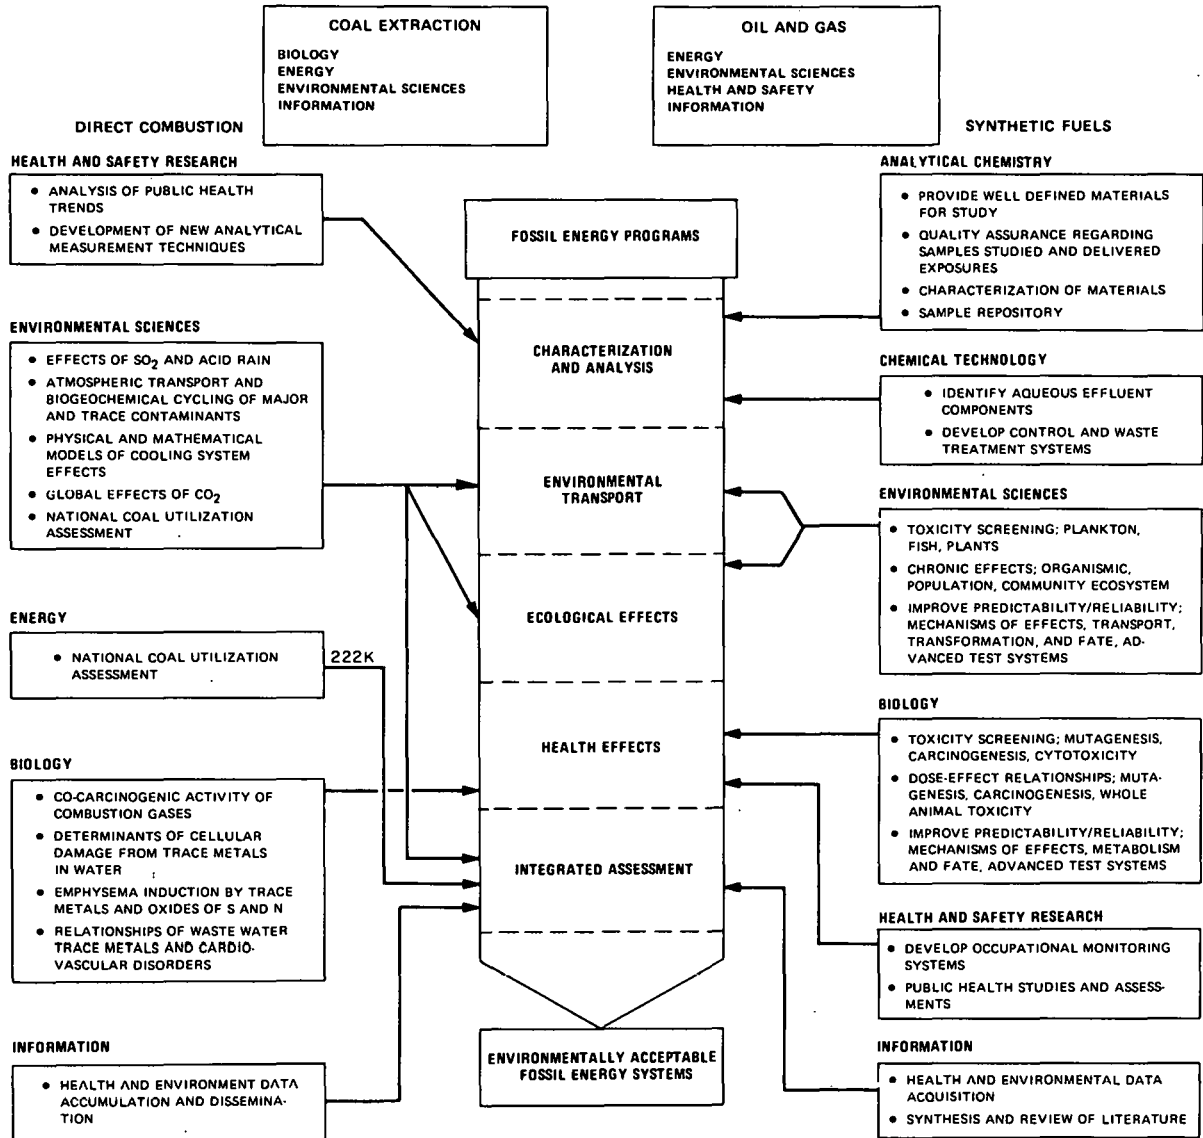 COAL EXTRACTION
BIOLOGY
ENERGY
ENVIRONMENTAL SCIENCES
INFORMATION
OIL AND GAS
ENERGY
ENVIRONMENTAL SCIENCES
HEALTH AND SAFETY
INFORMATION
DIRECT COMBUSTION
HEALTH AND SAFETY RESEARCH
• ANALYSIS OF PUBLIC HEALTH
TRENDS
• DEVELOPMENT OF NEW ANALYTICAL
MEASUREMENT TECHNIQUES
ENVIRONMENTAL SCIENCES
• EFFECTS OF SO₂ AND ACID RAIN
• ATMOSPHERIC TRANSPORT AND
BIOGEOCHEMICAL CYCLING OF MAJOR
AND TRACE CONTAMINANTS
• PHYSICAL AND MATHEMATICAL
MODELS OF COOLING SYSTEM
EFFECTS
• GLOBAL EFFECTS OF CO₂
• NATIONAL COAL UTILIZATION
ASSESSMENT
ENERGY
• NATIONAL COAL UTILIZATION
ASSESSMENT
222K
BIOLOGY
• CO-CARCINOGENIC ACTIVITY OF
COMBUSTION GASES
• DETERMINANTS OF CELLULAR
DAMAGE FROM TRACE METALS
IN WATER
• EMPHYSEMA INDUCTION BY TRACE
METALS AND OXIDES OF S AND N
• RELATIONSHIPS OF WASTE WATER
TRACE METALS AND CARDIO-
VASCULAR DISORDERS
INFORMATION
• HEALTH AND ENVIRONMENT DATA
ACCUMULATION AND DISSEMINA-
TION
FOSSIL ENERGY PROGRAMS
CHARACTERIZATION
AND ANALYSIS
ENVIRONMENTAL
TRANSPORT
ECOLOGICAL EFFECTS
HEALTH EFFECTS
INTEGRATED ASSESSMENT
ENVIRONMENTALLY ACCEPTABLE
FOSSIL ENERGY SYSTEMS
SYNTHETIC FUELS
ANALYTICAL CHEMISTRY
• PROVIDE WELL DEFINED MATERIALS
FOR STUDY
• QUALITY ASSURANCE REGARDING
SAMPLES STUDIED AND DELIVERED
EXPOSURES
• CHARACTERIZATION OF MATERIALS
• SAMPLE REPOSITORY
CHEMICAL TECHNOLOGY
• IDENTIFY AQUEOUS EFFLUENT
COMPONENTS
• DEVELOP CONTROL AND WASTE
TREATMENT SYSTEMS
ENVIRONMENTAL SCIENCES
• TOXICITY SCREENING; PLANKTON,
FISH, PLANTS
• CHRONIC EFFECTS; ORGANISMIC,
POPULATION, COMMUNITY ECOSYSTEM
• IMPROVE PREDICTABILITY/RELIABILITY;
MECHANISMS OF EFFECTS, TRANSPORT,
TRANSFORMATION, AND FATE, AD-
VANCED TEST SYSTEMS
BIOLOGY
• TOXICITY SCREENING; MUTAGENESIS,
CARCINOGENESIS, CYTOTOXICITY
• DOSE-EFFECT RELATIONSHIPS; MUTA-
GENESIS, CARCINOGENESIS, WHOLE
ANIMAL TOXICITY
• IMPROVE PREDICTABILITY/RELIABILITY;
MECHANISMS OF EFFECTS, METABOLISM
AND FATE, ADVANCED TEST SYSTEMS
HEALTH AND SAFETY RESEARCH
• DEVELOP OCCUPATIONAL MONITORING
SYSTEMS
• PUBLIC HEALTH STUDIES AND ASSESS-
MENTS
INFORMATION
• HEALTH AND ENVIRONMENTAL DATA
ACQUISITION
• SYNTHESIS AND REVIEW OF LITERATURE